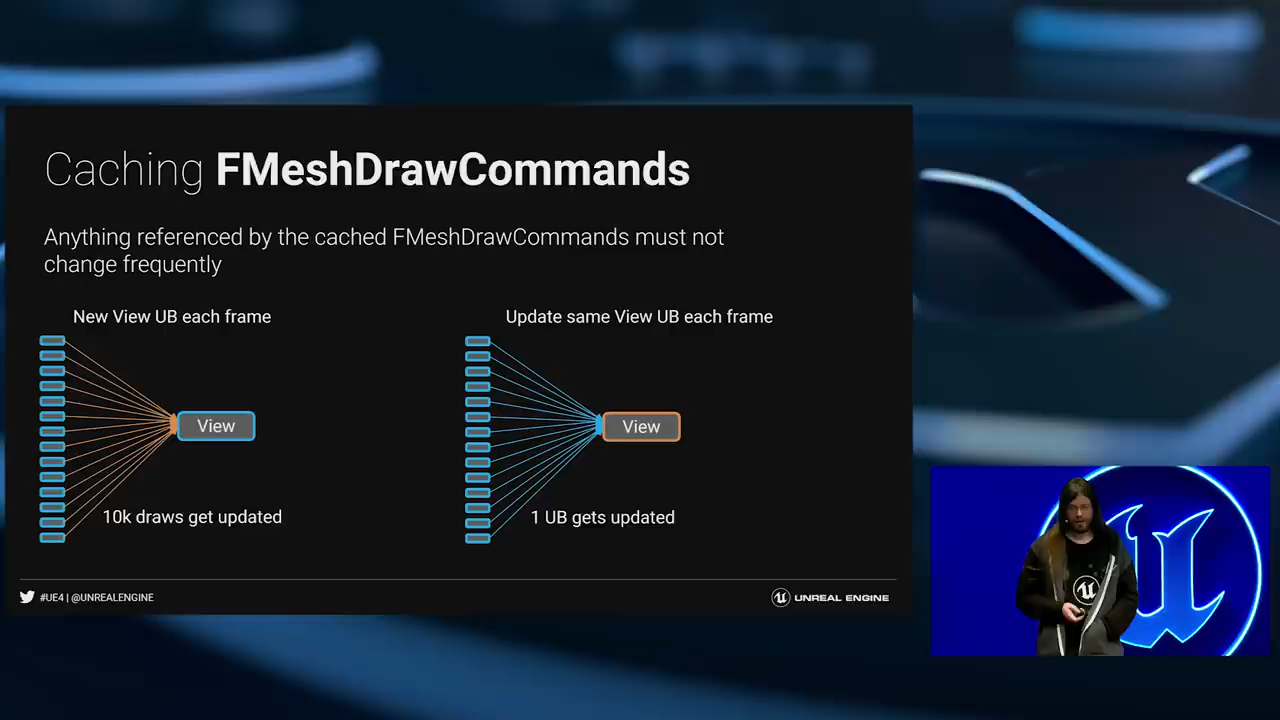 Caching FMeshDrawCommands
Anything referenced by the cached FMeshDrawCommands must not
change frequently
New View UB each frame
Update same View UB each frame
View
View
10k draws get updated
1 UB gets updated
#UE4 | @UNREALENGINE
UNREAL ENGINE